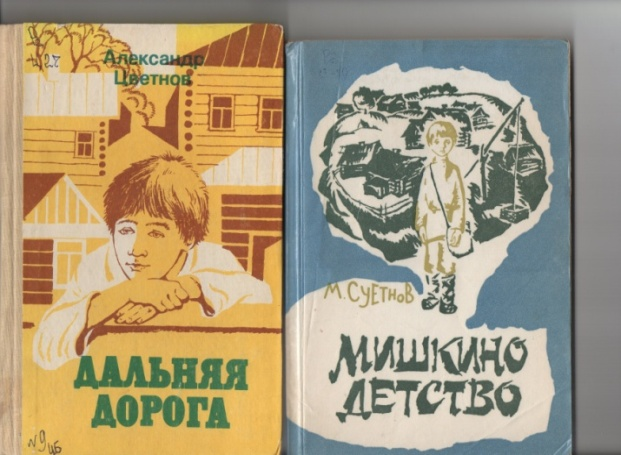 Александр
Цветнов
ДАЛЬНЯЯ
ДОРОГА
М. СУЕТНОВ
МИШКИНО
ДЕТСТВО